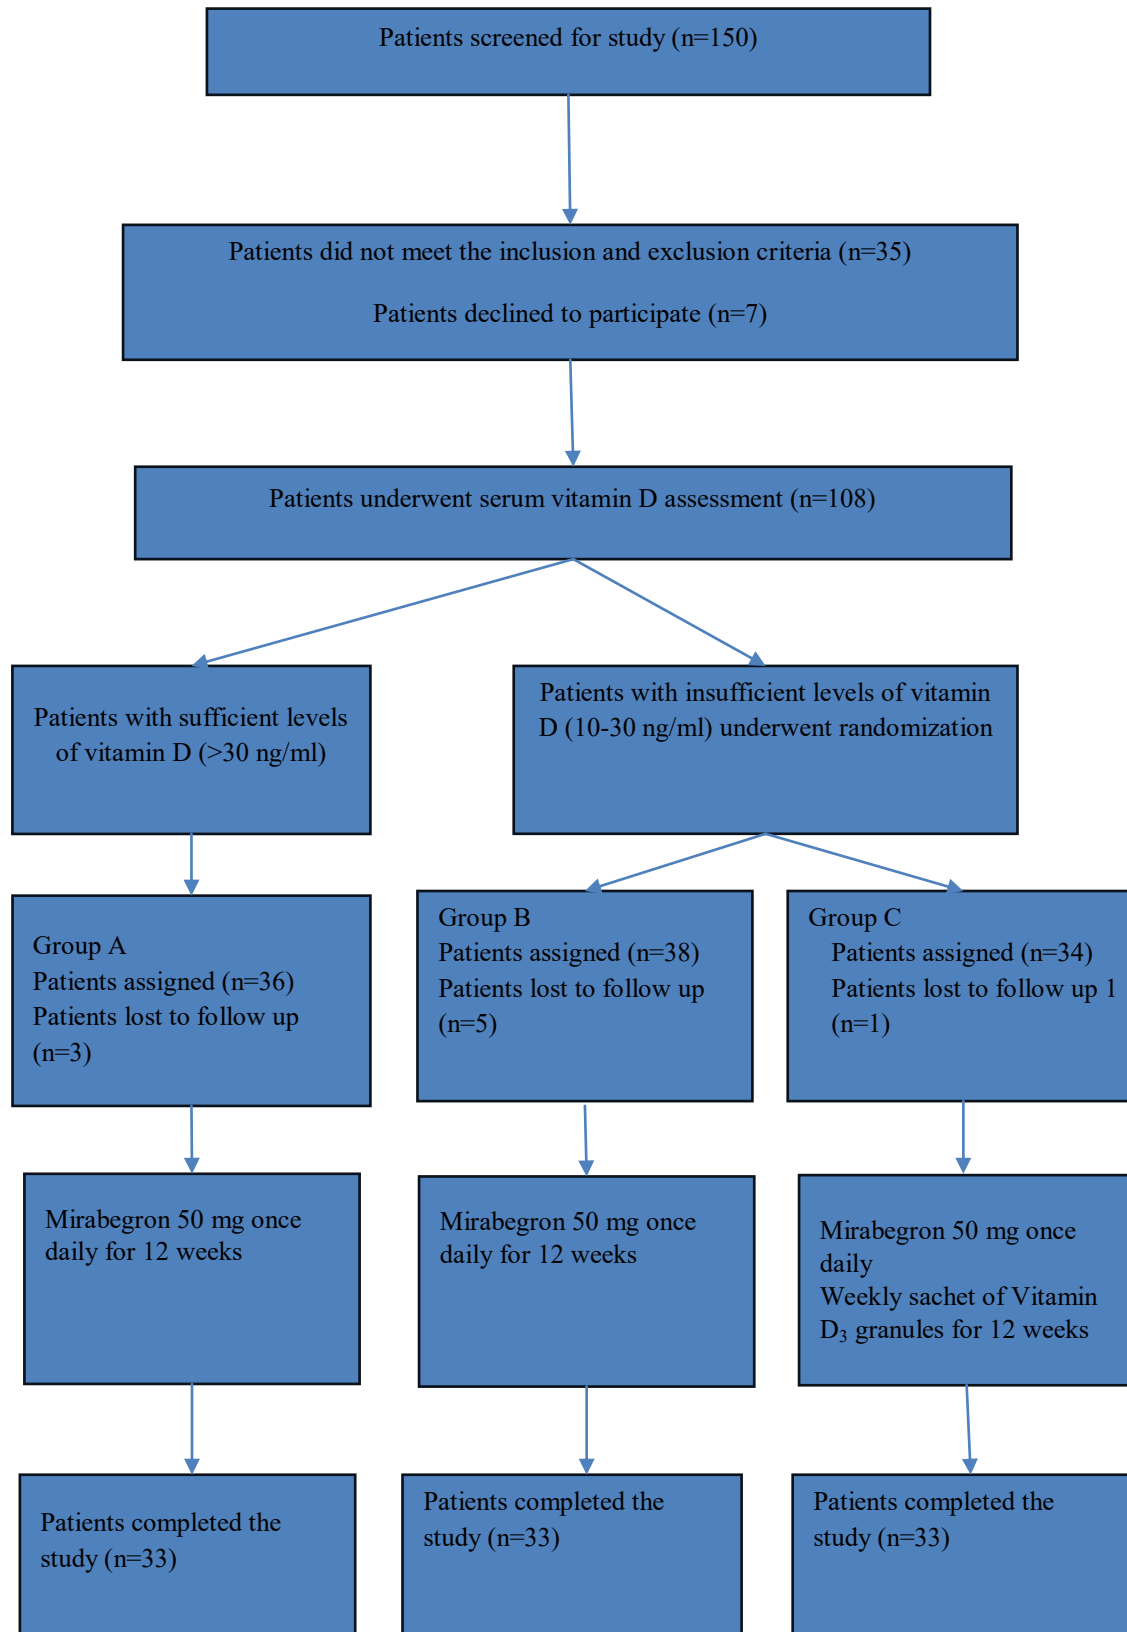 Patients screened for study (n=150)
Patients did not meet the inclusion and exclusion criteria (n=35)
Patients declined to participate (n=7)
Patients underwent serum vitamin D assessment (n=108)
Patients with sufficient levels
of vitamin D (>30 ng/ml)
Patients with insufficient levels of vitamin
D (10-30 ng/ml) underwent randomization
Group A
Patients assigned (n=36)
Patients lost to follow up
(n=3)
Group B
Patients assigned (n=38)
Patients lost to follow up
(n=5)
Group C
Patients assigned (n=34)
Patients lost to follow up 1
(n=1)
Mirabegron 50 mg once
daily for 12 weeks
Mirabegron 50 mg once
daily for 12 weeks
Mirabegron 50 mg once
daily
Weekly sachet of Vitamin
D₃ granules for 12 weeks
Patients completed the
study (n=33)
Patients completed the
study (n=33)
Patients completed the
study (n=33)